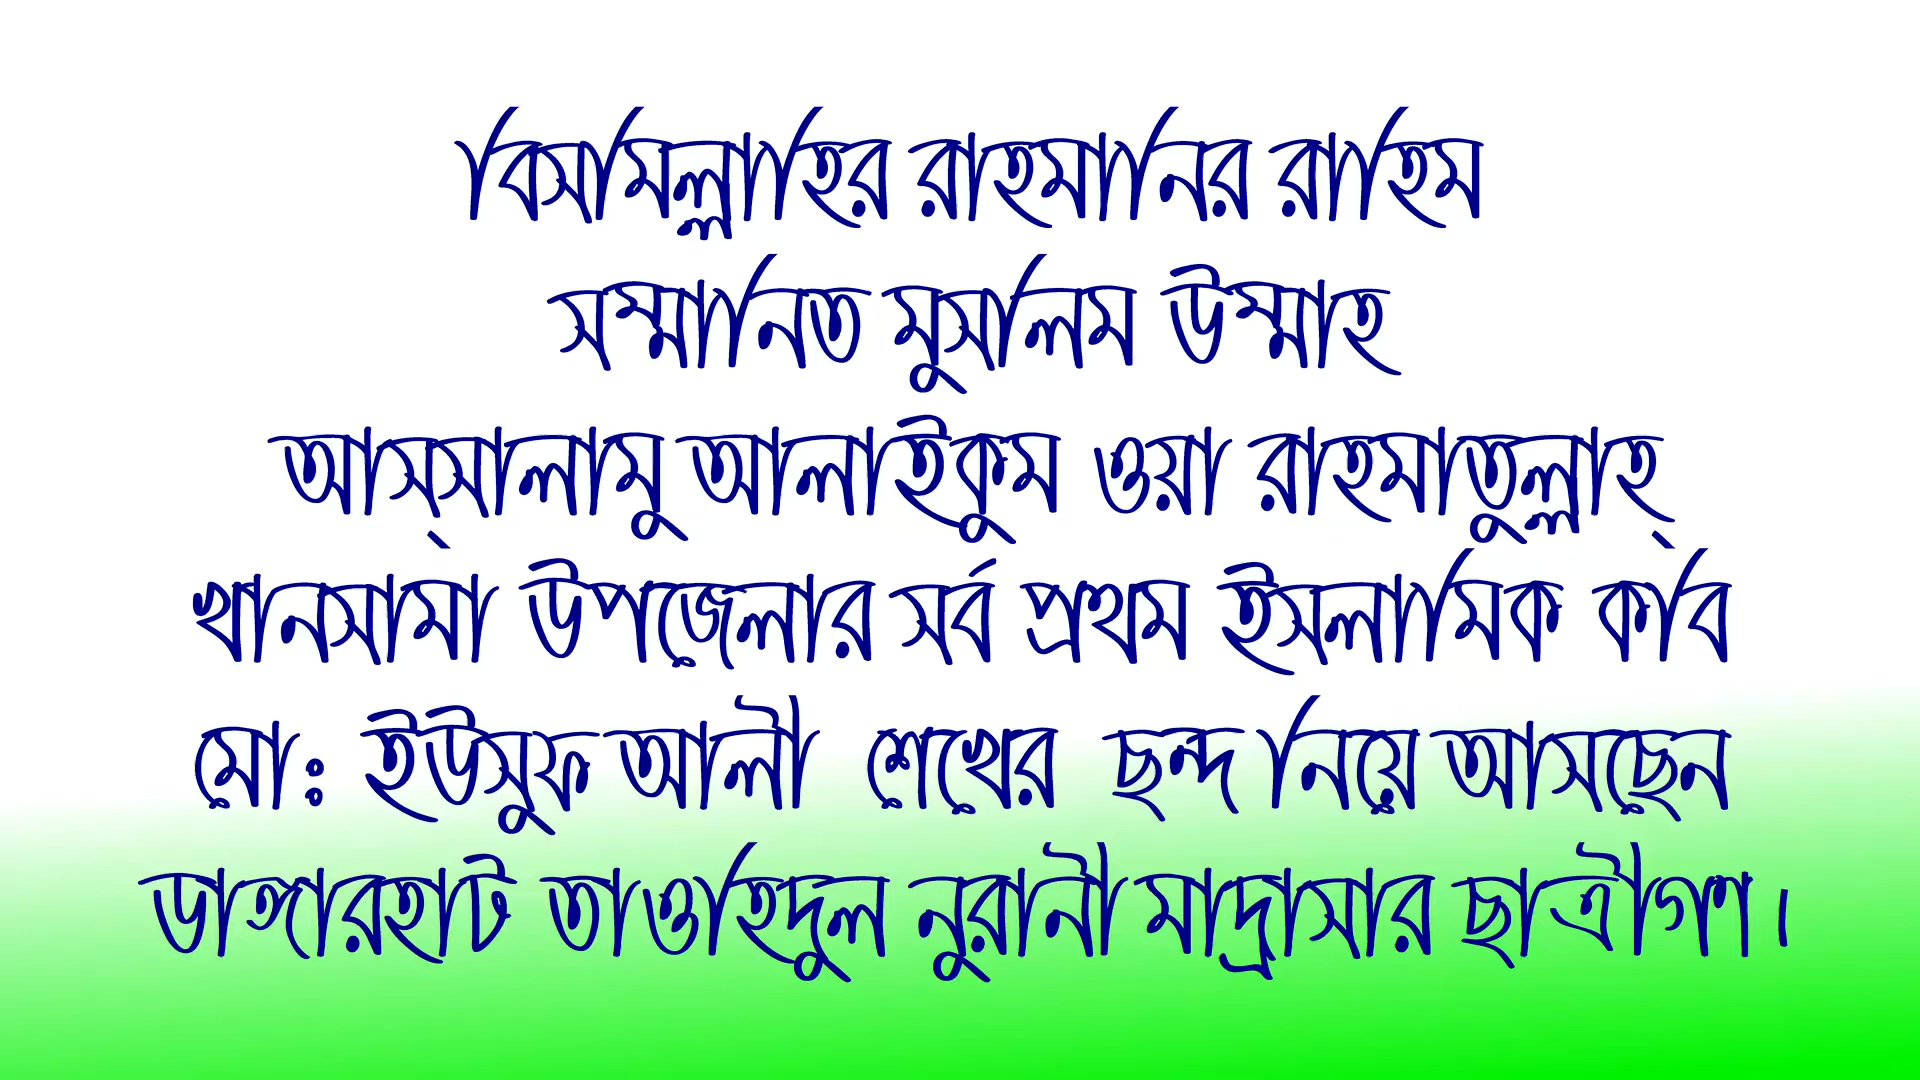 বিসমিল্লাহির রাহমানির রাহিম
সম্মানিত মুসলিম উম্মাহ
আস্সালামু আলাইকুম ওয়া রাহমাতুল্লাহ্
খানসামা উপজেলার সর্ব প্রথম ইসলামিক কবি
মোঃ ইউসুফ আলী শেখের ছন্দ নিয়ে আসছেন
ডাঙ্গারহাট তাওহিদুল নুরানী মাদ্রাসার ছাত্রীগণ।